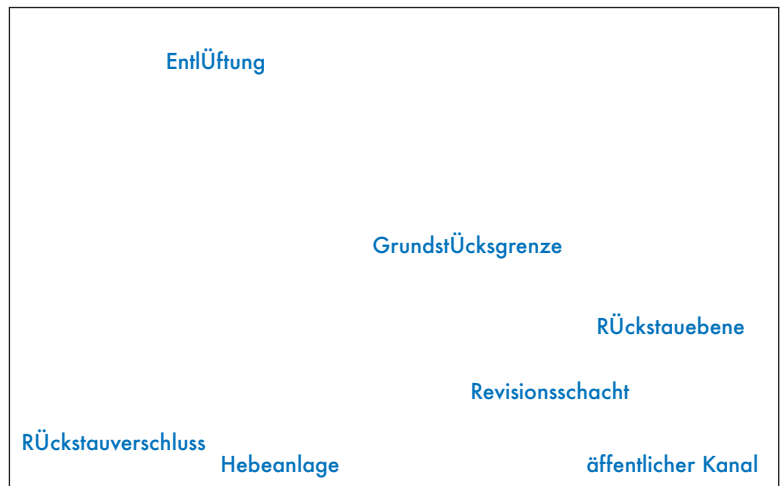 EntlÜftung
GrundstÜcksgrenze
RÜckstauebene
Revisionsschacht
RÜckstauverschluss
Hebeanlage
äffentlicher Kanal